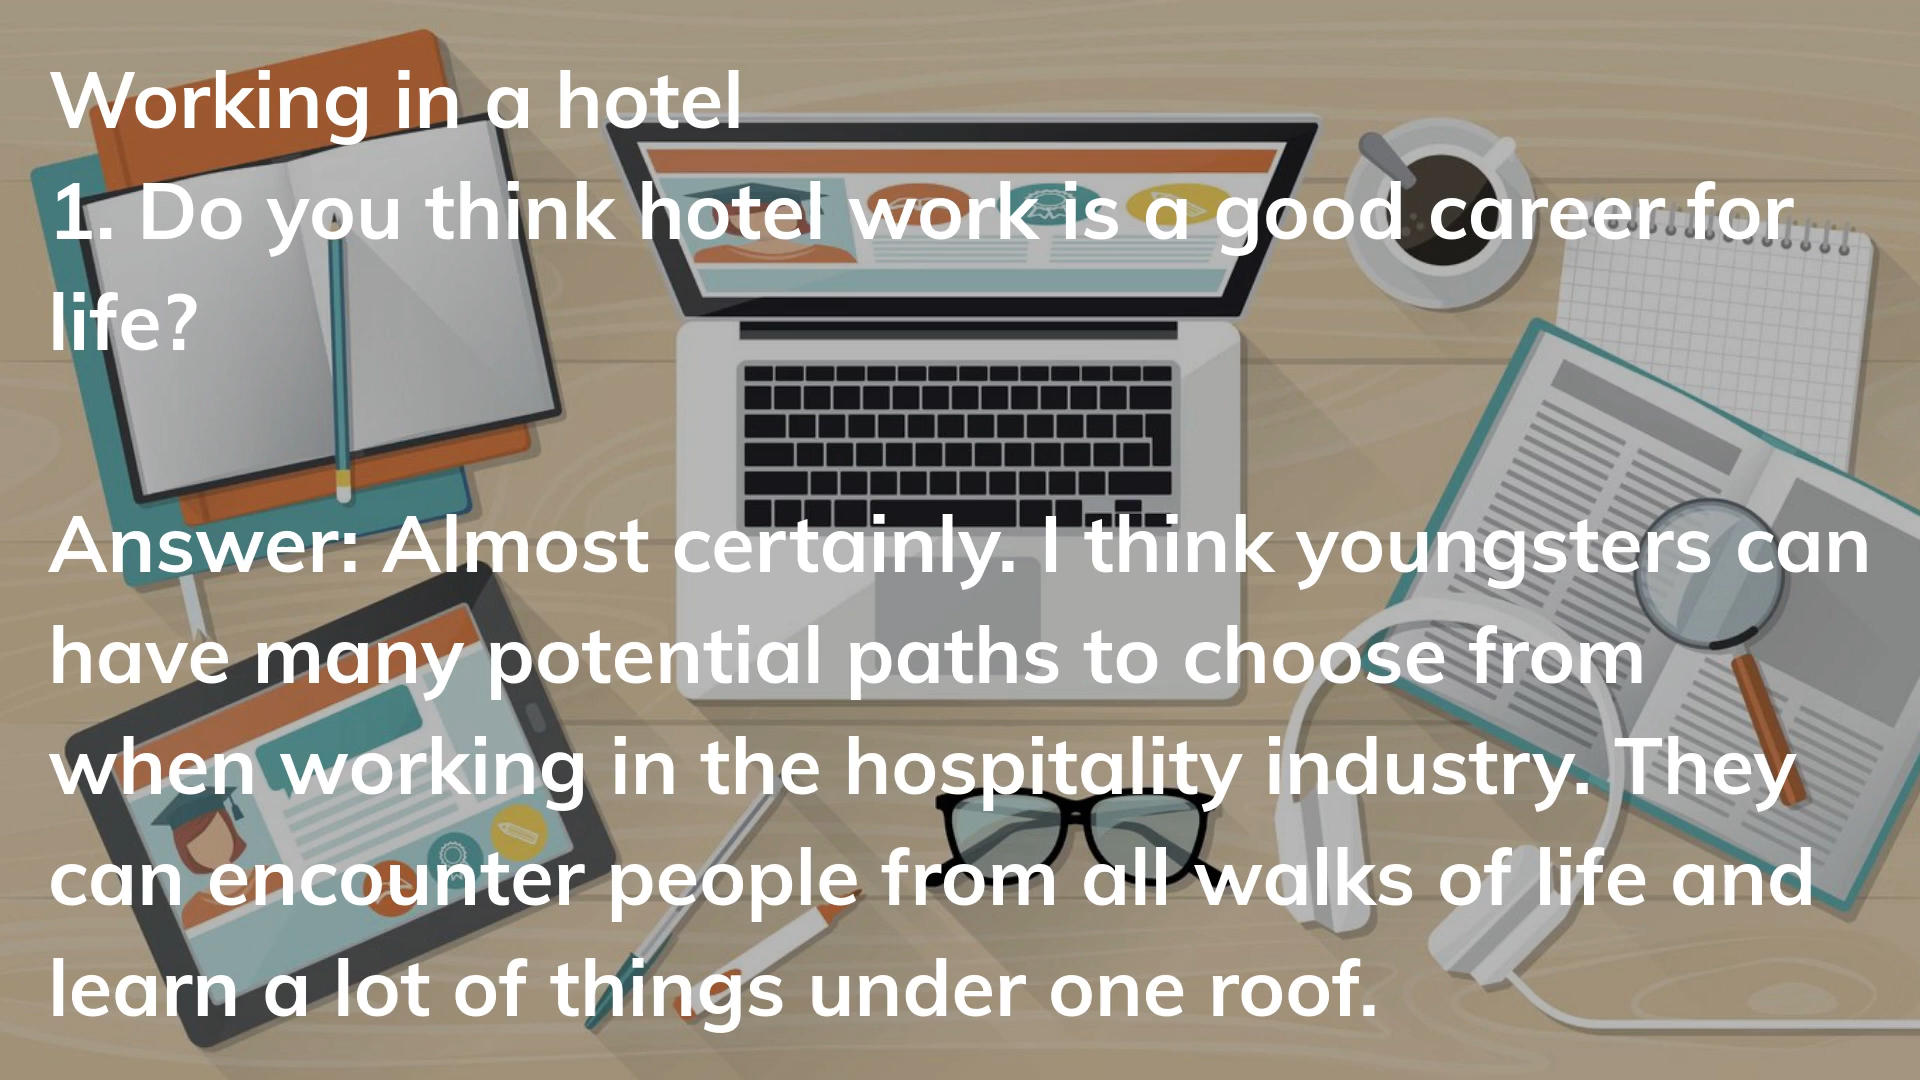 Working in a hotel
1. Do you think hotel work is a good career for
life?
Answer: Almost certainly. I think youngsters can
have many potential paths to choose from
when working in the hospitality industry. They
can encounter people from all walks of life and
learn a lot of things under one roof.